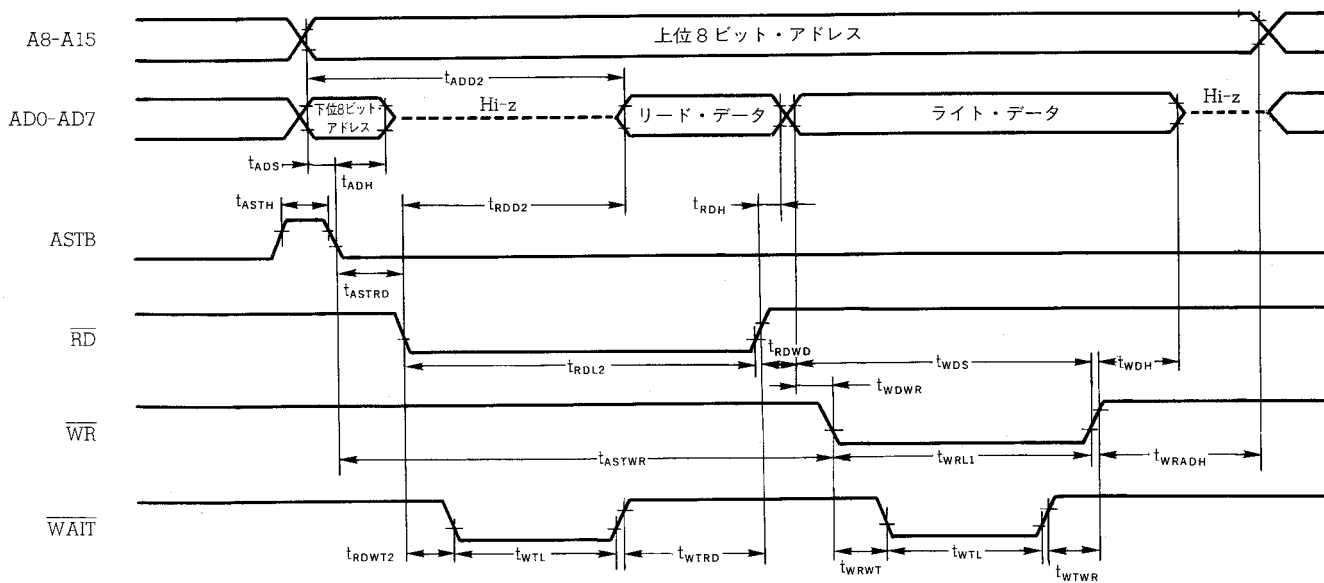 A8-A15
上位8ビット・アドレス
tADD2
AD0-AD7
下位8ビット・
アドレス
Hi-z
リード・データ
ライト・データ
Hi-z
tADS
tADH
tASTH
tRDD2
tRDH
ASTB
tASTRD
RD
tRDL2
tRDWD
tWDS
tWDH
tWDWR
WR
tASTWR
tWRL1
tWRADH
WAIT
tRDWT2
tWTL
tWTRD
tWRWT
tWTL
tWTWR